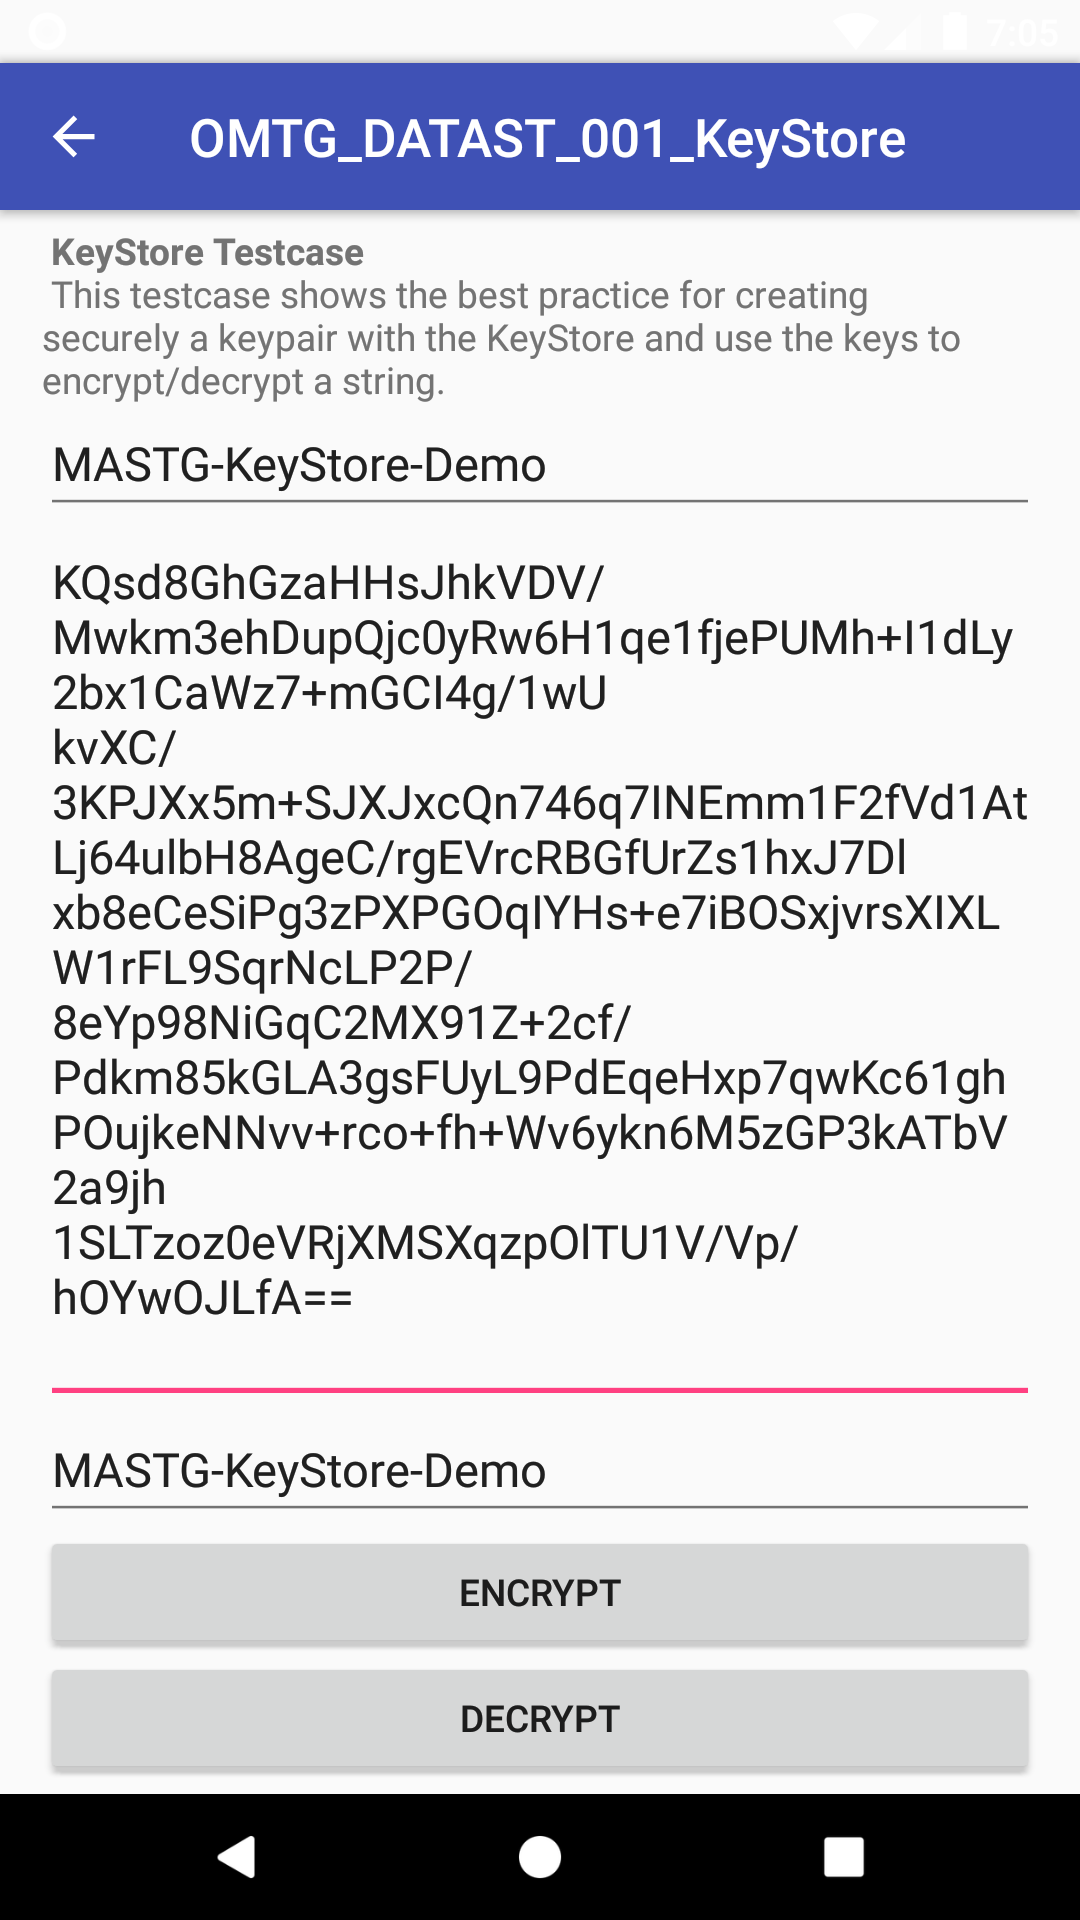 7:05
OMTG_DATAST_001_KeyStore
KeyStore Testcase
This testcase shows the best practice for creating
securely a keypair with the KeyStore and use the keys to
encrypt/decrypt a string.
MASTG-KeyStore-Demo
KQsd8GhGzaHHsJhkVDV/
Mwkm3ehDupQjc0yRw6H1qe1fjePUMh+I1dLy
2bx1CaWz7+mGCI4g/1wU
kvXC/
3KPJXx5m+SJXJxcQn746q7INEmm1F2fVd1At
Lj64ulbH8AgeC/rgEVrcRBGfUrZs1hxJ7Dl
xb8eCeSiPg3zPXPGOqIYHs+e7iBOSxjvrsXIXL
W1rFL9SqrNcLP2P/
8eYp98NiGqC2MX91Z+2cf/
Pdkm85kGLA3gsFUyL9PdEqeHxp7qwKc61gh
POujkeNNvv+rco+fh+Wv6ykn6M5zGP3kATbV
2a9jh
1SLTzoz0eVRjXMSXqzpOlTU1V/Vp/
hOYwOJLfA==
MASTG-KeyStore-Demo
ENCRYPT
DECRYPT